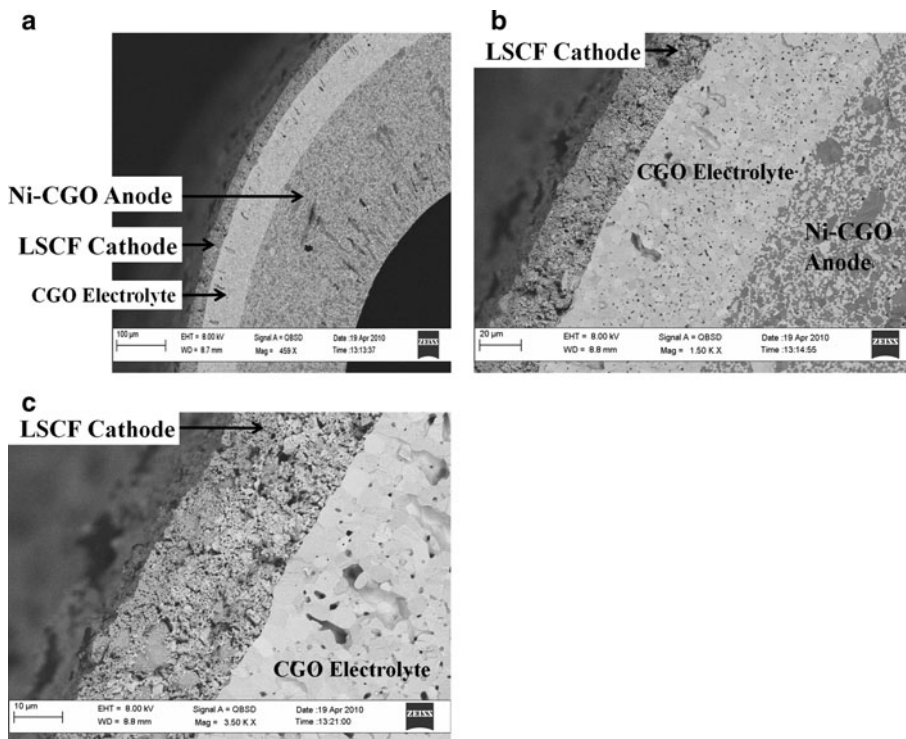 a
Ni-CGO Anode
LSCF Cathode
CGO Electrolyte
100 µm
EHT = 8.00 kV
WD = 8.7 mm
Signal A = QBSD
Mag = 459 X
Date :19 Apr 2010
Time :13:13:37
ZEISS
b
LSCF Cathode
CGO Electrolyte
Ni-CGO
Anode
20 µm
EHT = 8.00 kV
WD = 8.8 mm
Signal A = QBSD
Mag = 1.50 K X
Date :19 Apr 2010
Time :13:14:55
ZEISS
c
LSCF Cathode
CGO Electrolyte
10 µm
EHT = 8.00 kV
WD = 8.8 mm
Signal A = QBSD
Mag = 3.50 K X
Date :19 Apr 2010
Time :13:21:00
ZEISS